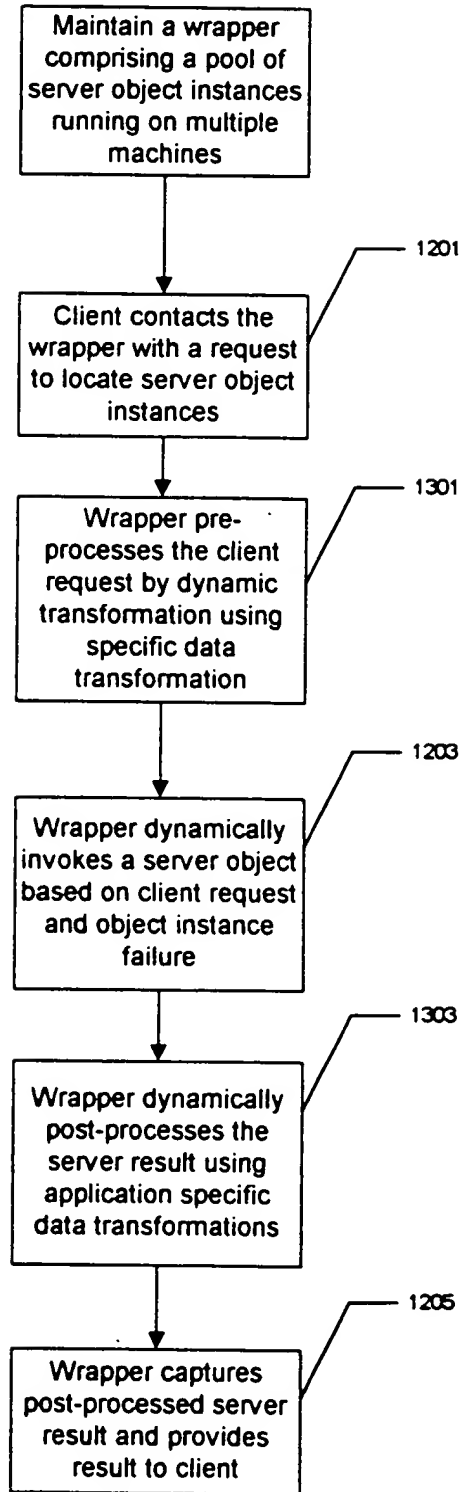 Maintain a wrapper
comprising a pool of
server object instances
running on multiple
machines
1201
Client contacts the
wrapper with a request
to locate server object
instances
1301
Wrapper pre-
processes the client
request by dynamic
transformation using
specific data
transformation
1203
Wrapper dynamically
invokes a server object
based on client request
and object instance
failure
1303
Wrapper dynamically
post-processes the
server result using
application specific
data transformations
1205
Wrapper captures
post-processed server
result and provides
result to client